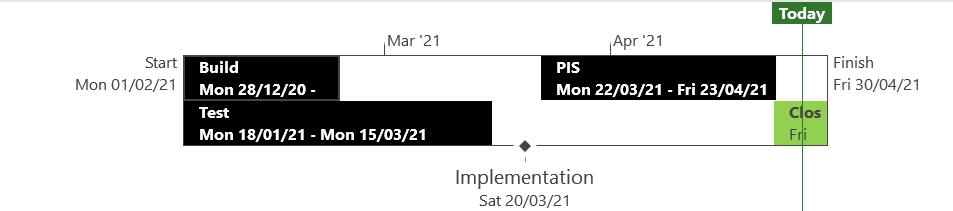 Today
Mar '21
Apr '21
Start
Mon 01/02/21
Build
Mon 28/12/20 -
PIS
Mon 22/03/21 - Fri 23/04/21
Finish
Fri 30/04/21
Test
Mon 18/01/21 - Mon 15/03/21
Clos
Fri
Implementation
Sat 20/03/21